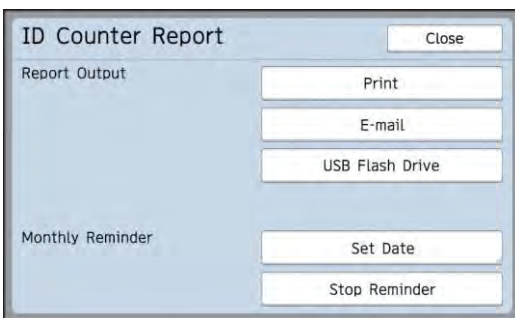 ID Counter Report
Close
Report Output
Print
E-mail
USB Flash Drive
Monthly Reminder
Set Date
Stop Reminder